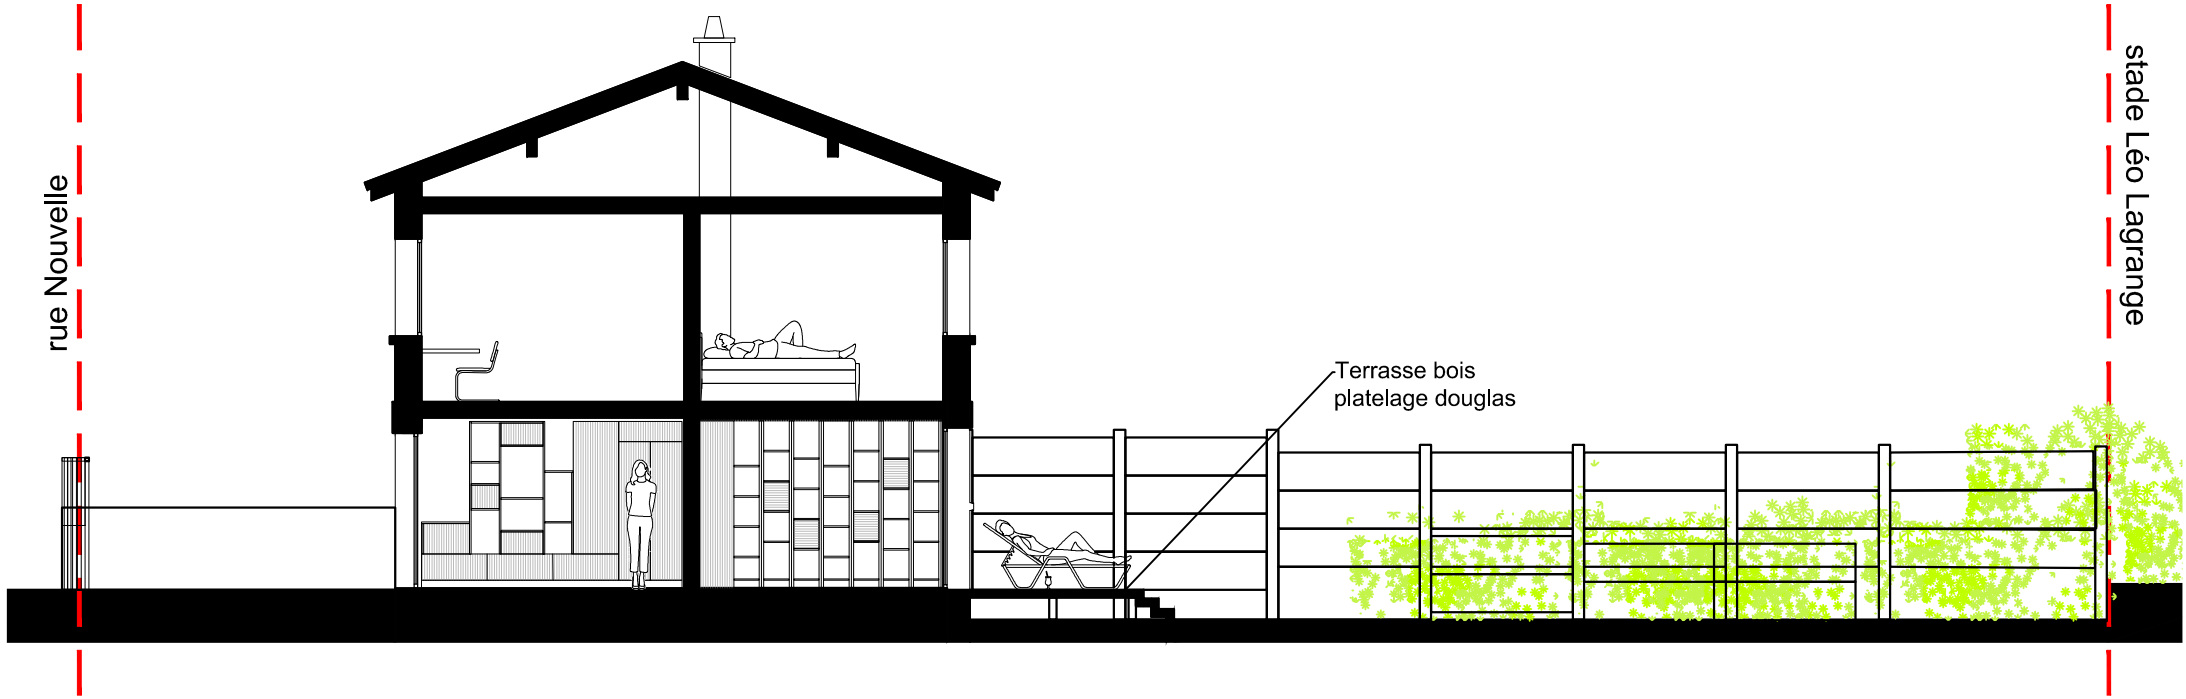 rue Nouvelle
Terrasse bois
platelage douglas
stade Léo Lagrange